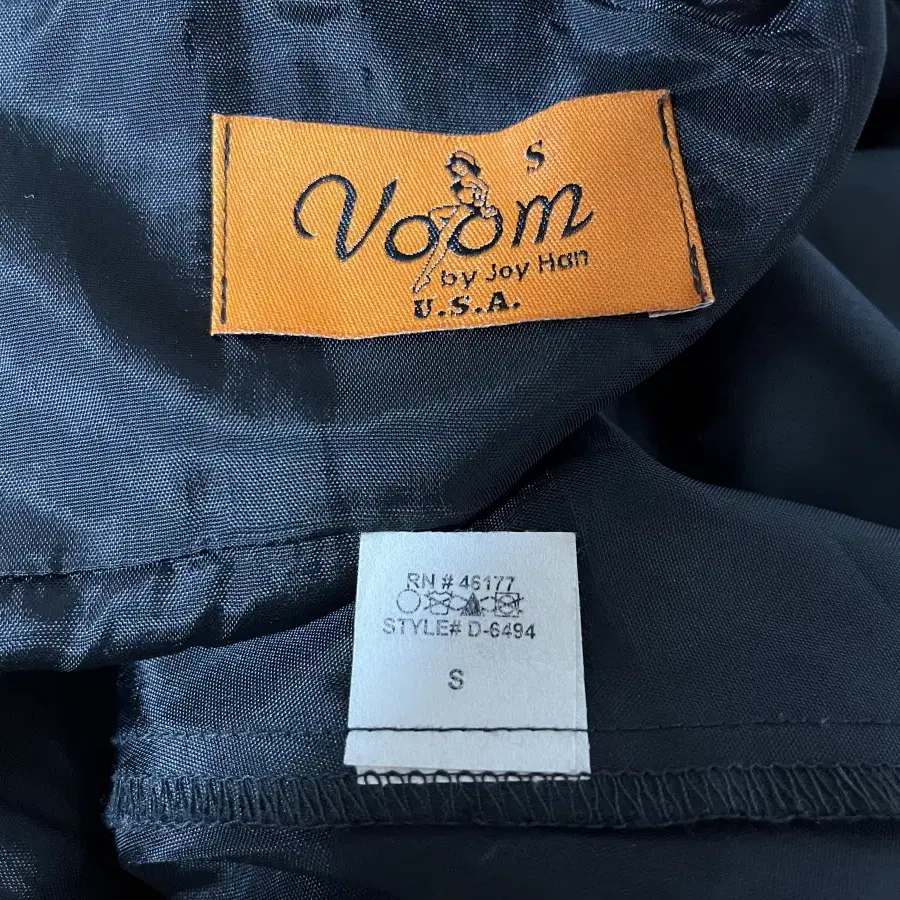 S
Voom
by Joy Han
U.S.A.
RN # 46177
STYLE# D-6494
S